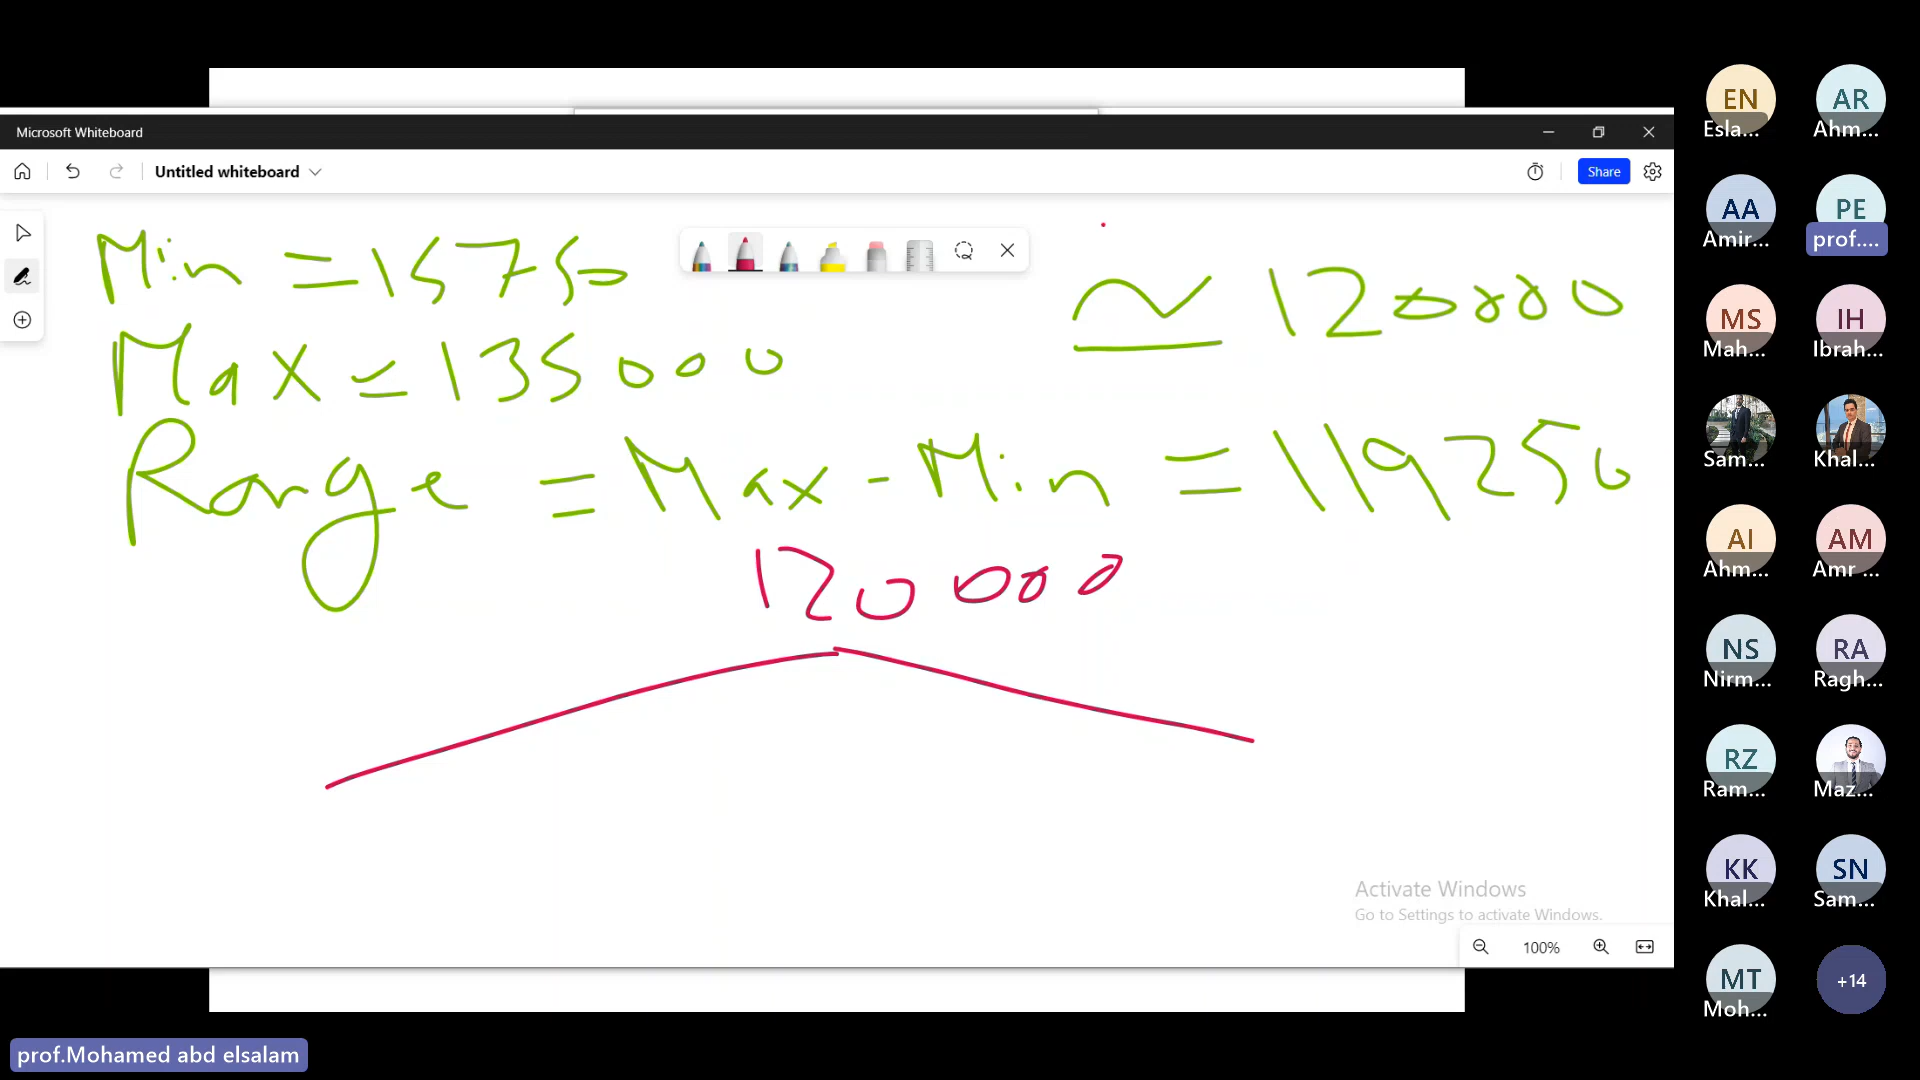 Microsoft Whiteboard
Untitled whiteboard
Share
Min = 15750
≃ 120000
Max = 135000
Range = Max - Min = 119250
120000
Activate Windows
Go to Settings to activate Windows.
100%
EN
Esla...
AR
Ahm...
AA
Amir...
PE
prof....
MS
Mah...
IH
Ibrah...
Sam...
Khal...
AI
Ahm...
AM
Amr ...
NS
Nirm...
RA
Ragh...
RZ
Ram...
Maz...
KK
Khal...
SN
Sam...
MT
Moh...
+14
prof.Mohamed abd elsalam